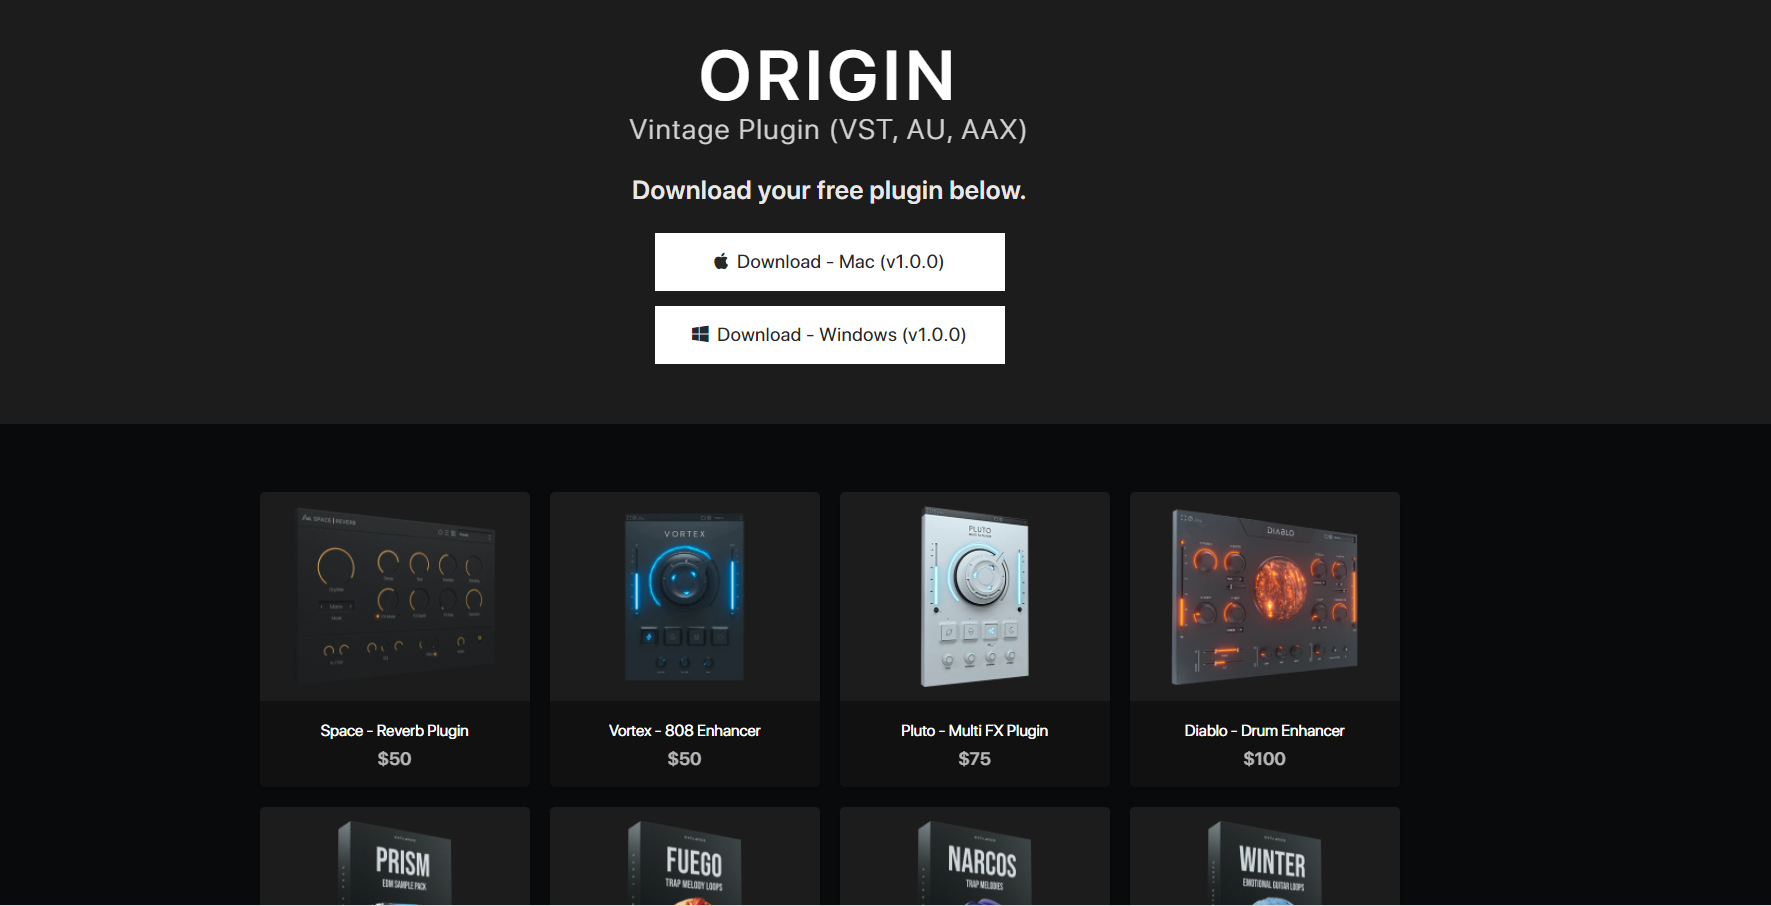 ORIGIN
Vintage Plugin (VST, AU, AAX)
Download your free plugin below.
Download - Mac (v1.0.0)
Download - Windows (v1.0.0)
SPACE | REVERB
VORTEX
PLUTO
DIABLO
Space - Reverb Plugin
$50
Vortex - 808 Enhancer
$50
Pluto - Multi FX Plugin
$75
Diablo - Drum Enhancer
$100
PRISM
EDM SAMPLE PACK
FUEGO
TRAP MELODY LOOPS
NARCOS
TRAP MELODIES
WINTER
EMOTIONAL GUITAR LOOPS